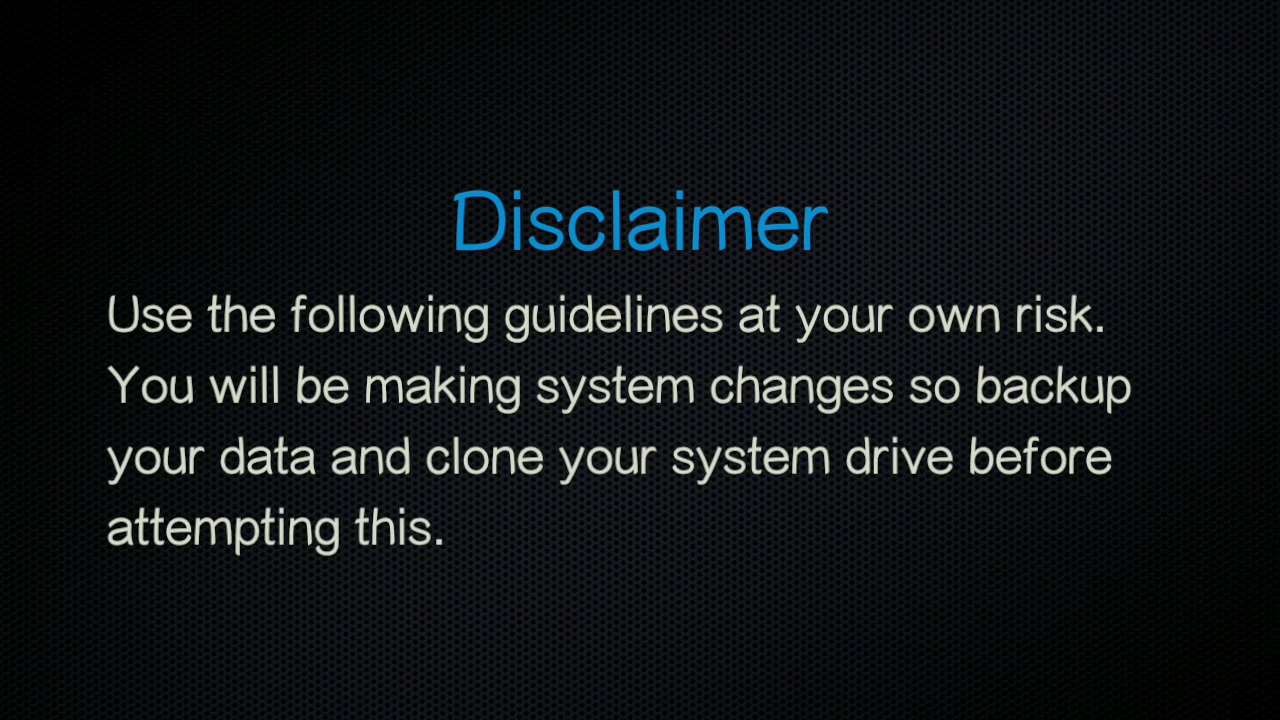 Disclaimer
Use the following guidelines at your own risk.
You will be making system changes so backup
your data and clone your system drive before
attempting this.